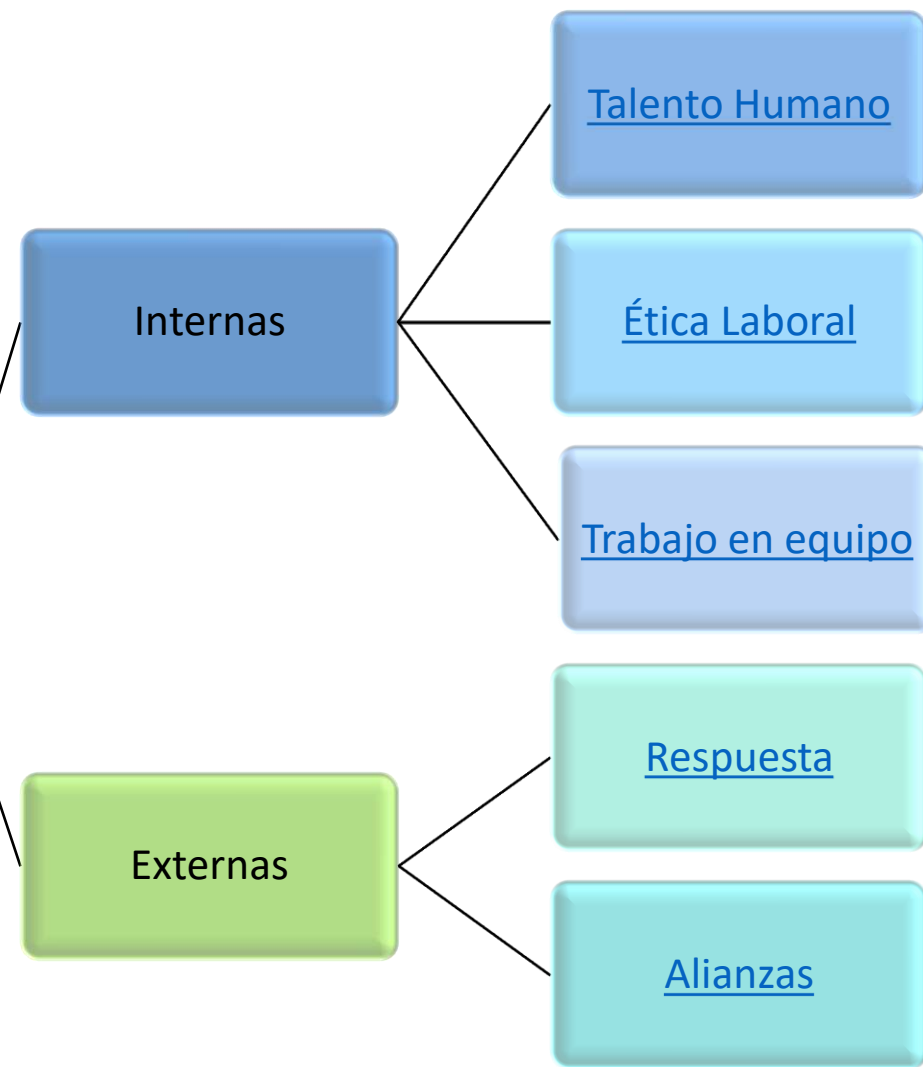 Talento Humano
Internas
Ética Laboral
Trabajo en equipo
Respuesta
Externas
Alianzas